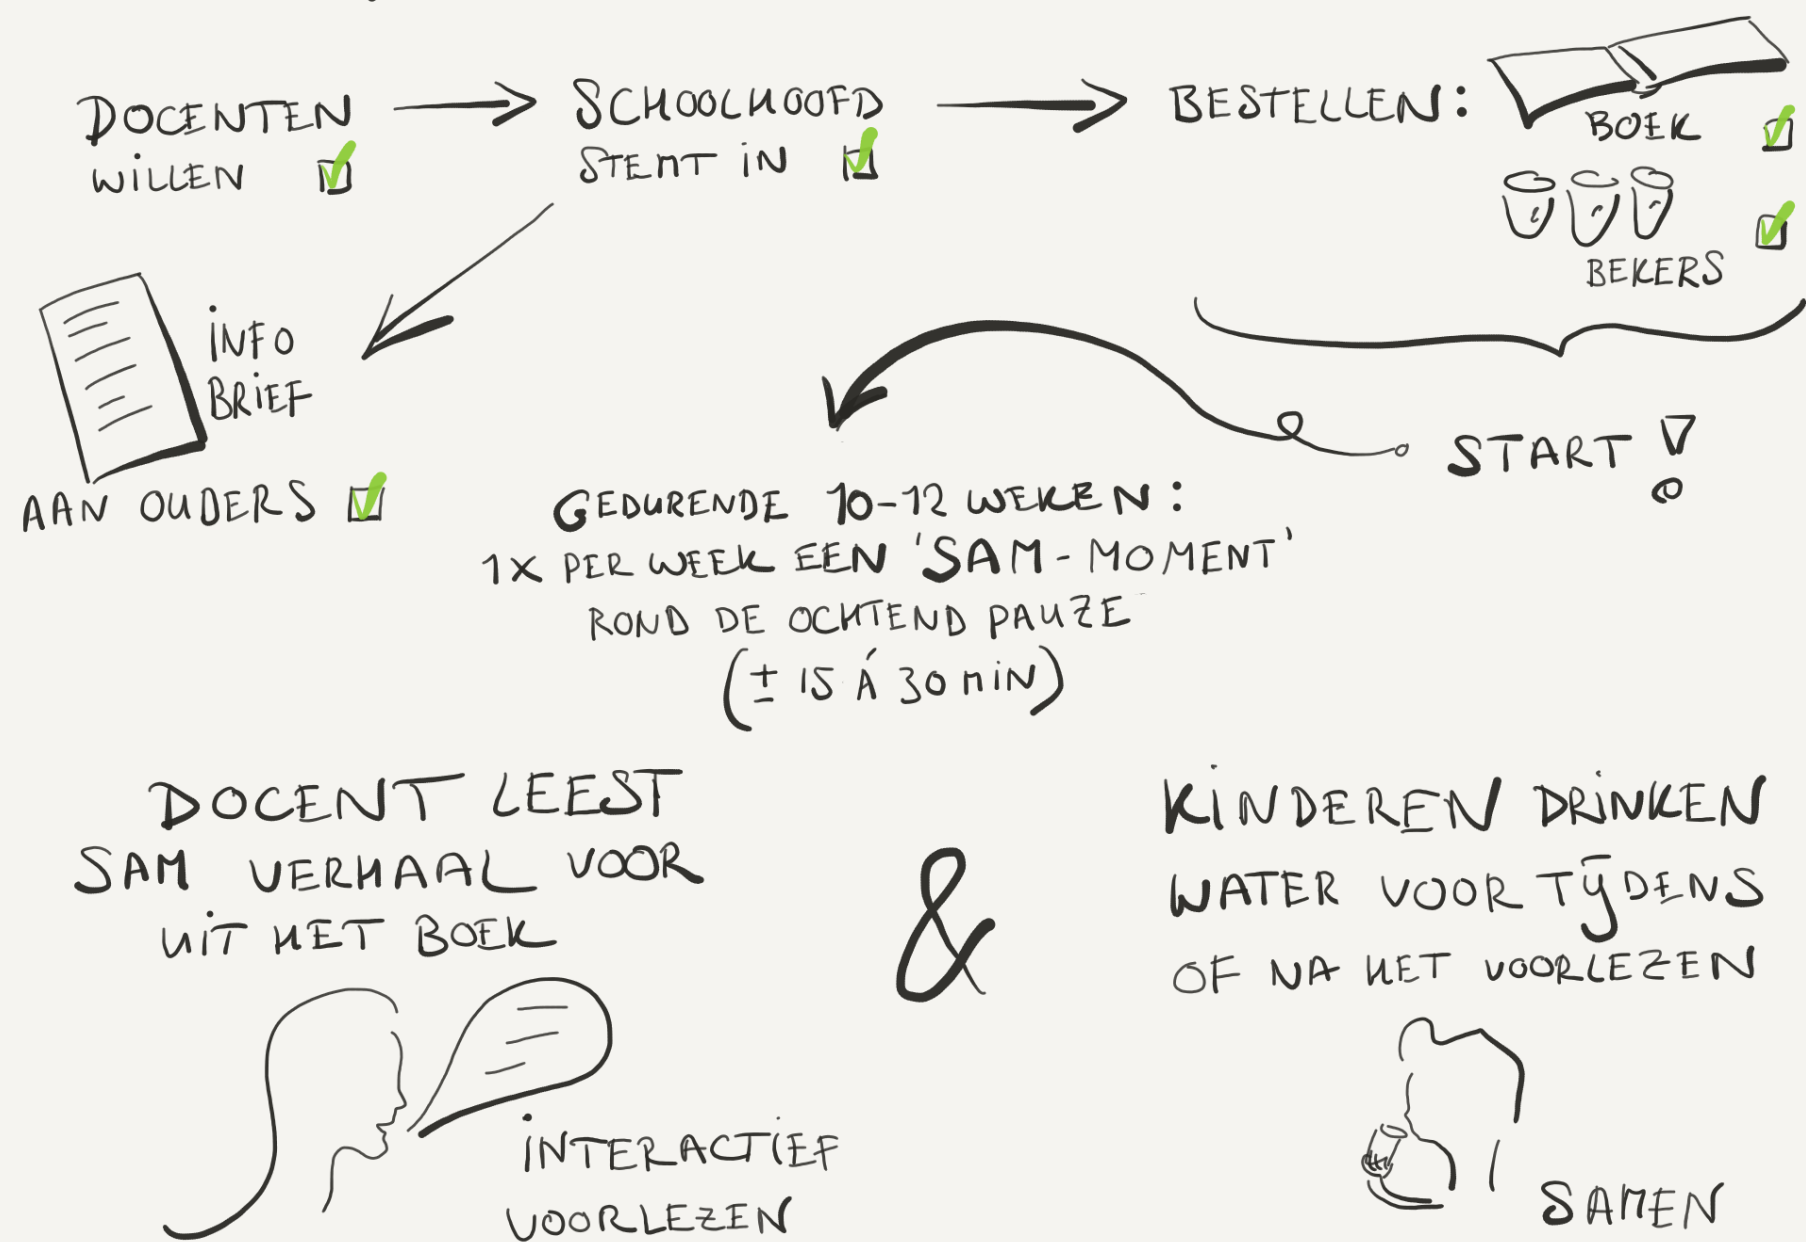 DOCENTEN
WILLEN
SCHOOLHOOFD
STEMT IN
BESTELLEN:
BOEK
BEKERS
INFO
BRIEF
AAN OUDERS
START!
GEDURENDE 10-12 WEKEN:
1X PER WEEK EEN 'SAM-MOMENT'
ROND DE OCHTEND PAUZE
(± 15 Á 30 MIN)
DOCENT LEEST
SAM VERHAAL VOOR
UIT HET BOEK
&
KINDEREN DRINKEN
WATER VOOR TIJDENS
OF NA HET VOORLEZEN
INTERACTIEF
VOORLEZEN
SAMEN